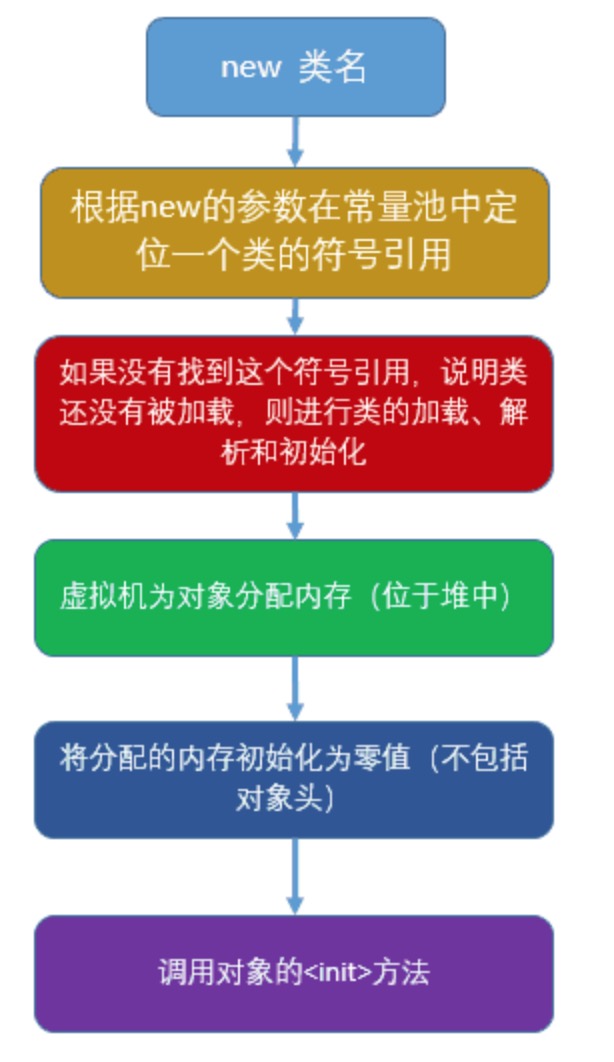 new 类名
根据new的参数在常量池中定
位一个类的符号引用
如果没有找到这个符号引用，说明类
还没有被加载，则进行类的加载、解
析和初始化
虚拟机为对象分配内存（位于堆中）
将分配的内存初始化为零值（不包括
对象头）
调用对象的<init>方法